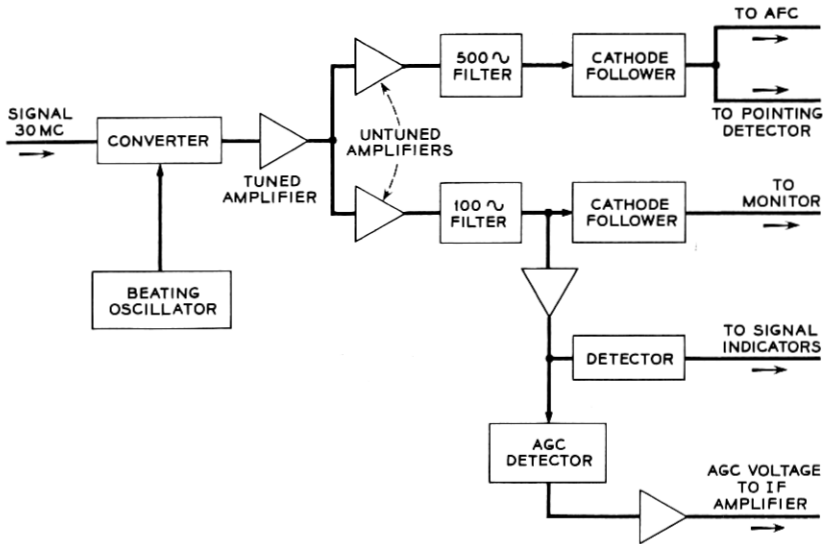 TO AFC
500 ∿
FILTER
CATHODE
FOLLOWER
TO POINTING
DETECTOR
SIGNAL
30 MC
CONVERTER
UNTUNED
AMPLIFIERS
TUNED
AMPLIFIER
100 ∿
FILTER
CATHODE
FOLLOWER
TO
MONITOR
BEATING
OSCILLATOR
DETECTOR
TO SIGNAL
INDICATORS
AGC
DETECTOR
AGC VOLTAGE
TO IF
AMPLIFIER